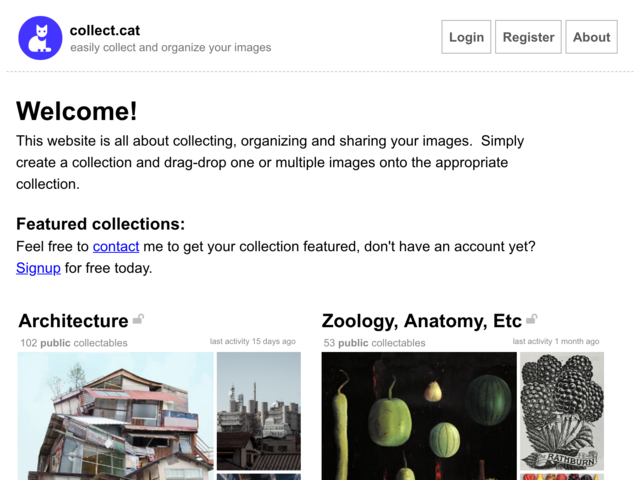 collect.cat
easily collect and organize your images
Login
Register
About
Welcome!
This website is all about collecting, organizing and sharing your images.  Simply
create a collection and drag-drop one or multiple images onto the appropriate
collection.
Featured collections:
Feel free to contact me to get your collection featured, don't have an account yet?
Signup for free today.
Architecture
102 public collectables
last activity 15 days ago
Zoology, Anatomy, Etc
53 public collectables
last activity 1 month ago
RATHBURN